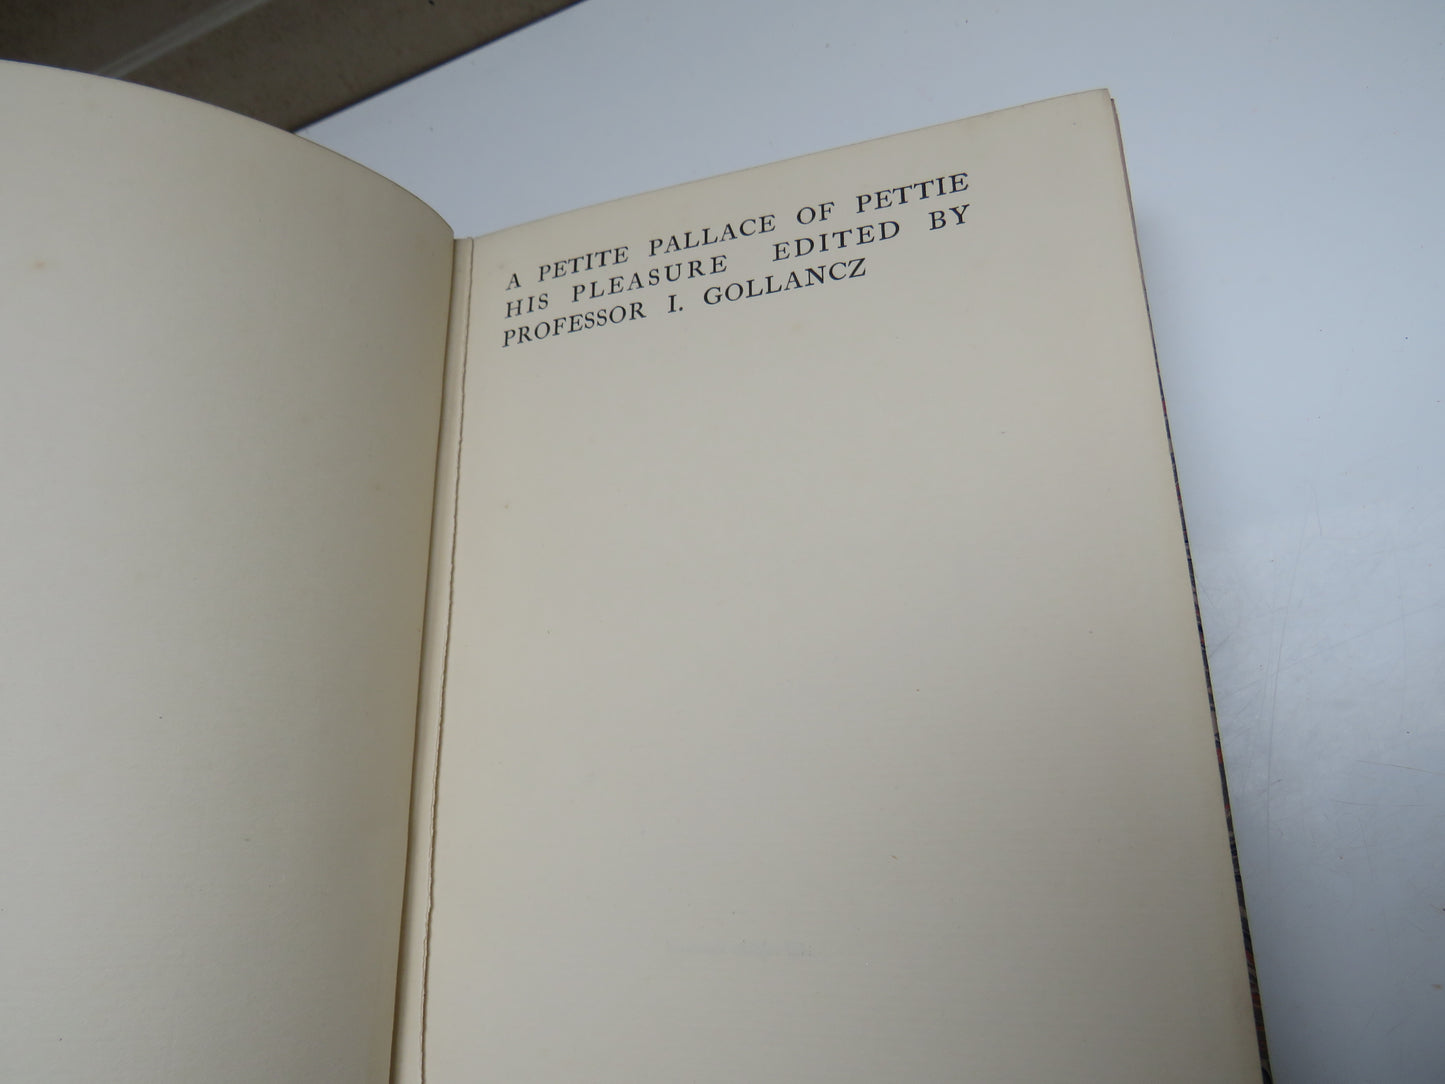 A PETITE PALLACE OF PETTIE
HIS PLEASURE EDITED BY
PROFESSOR I. GOLLANCZ